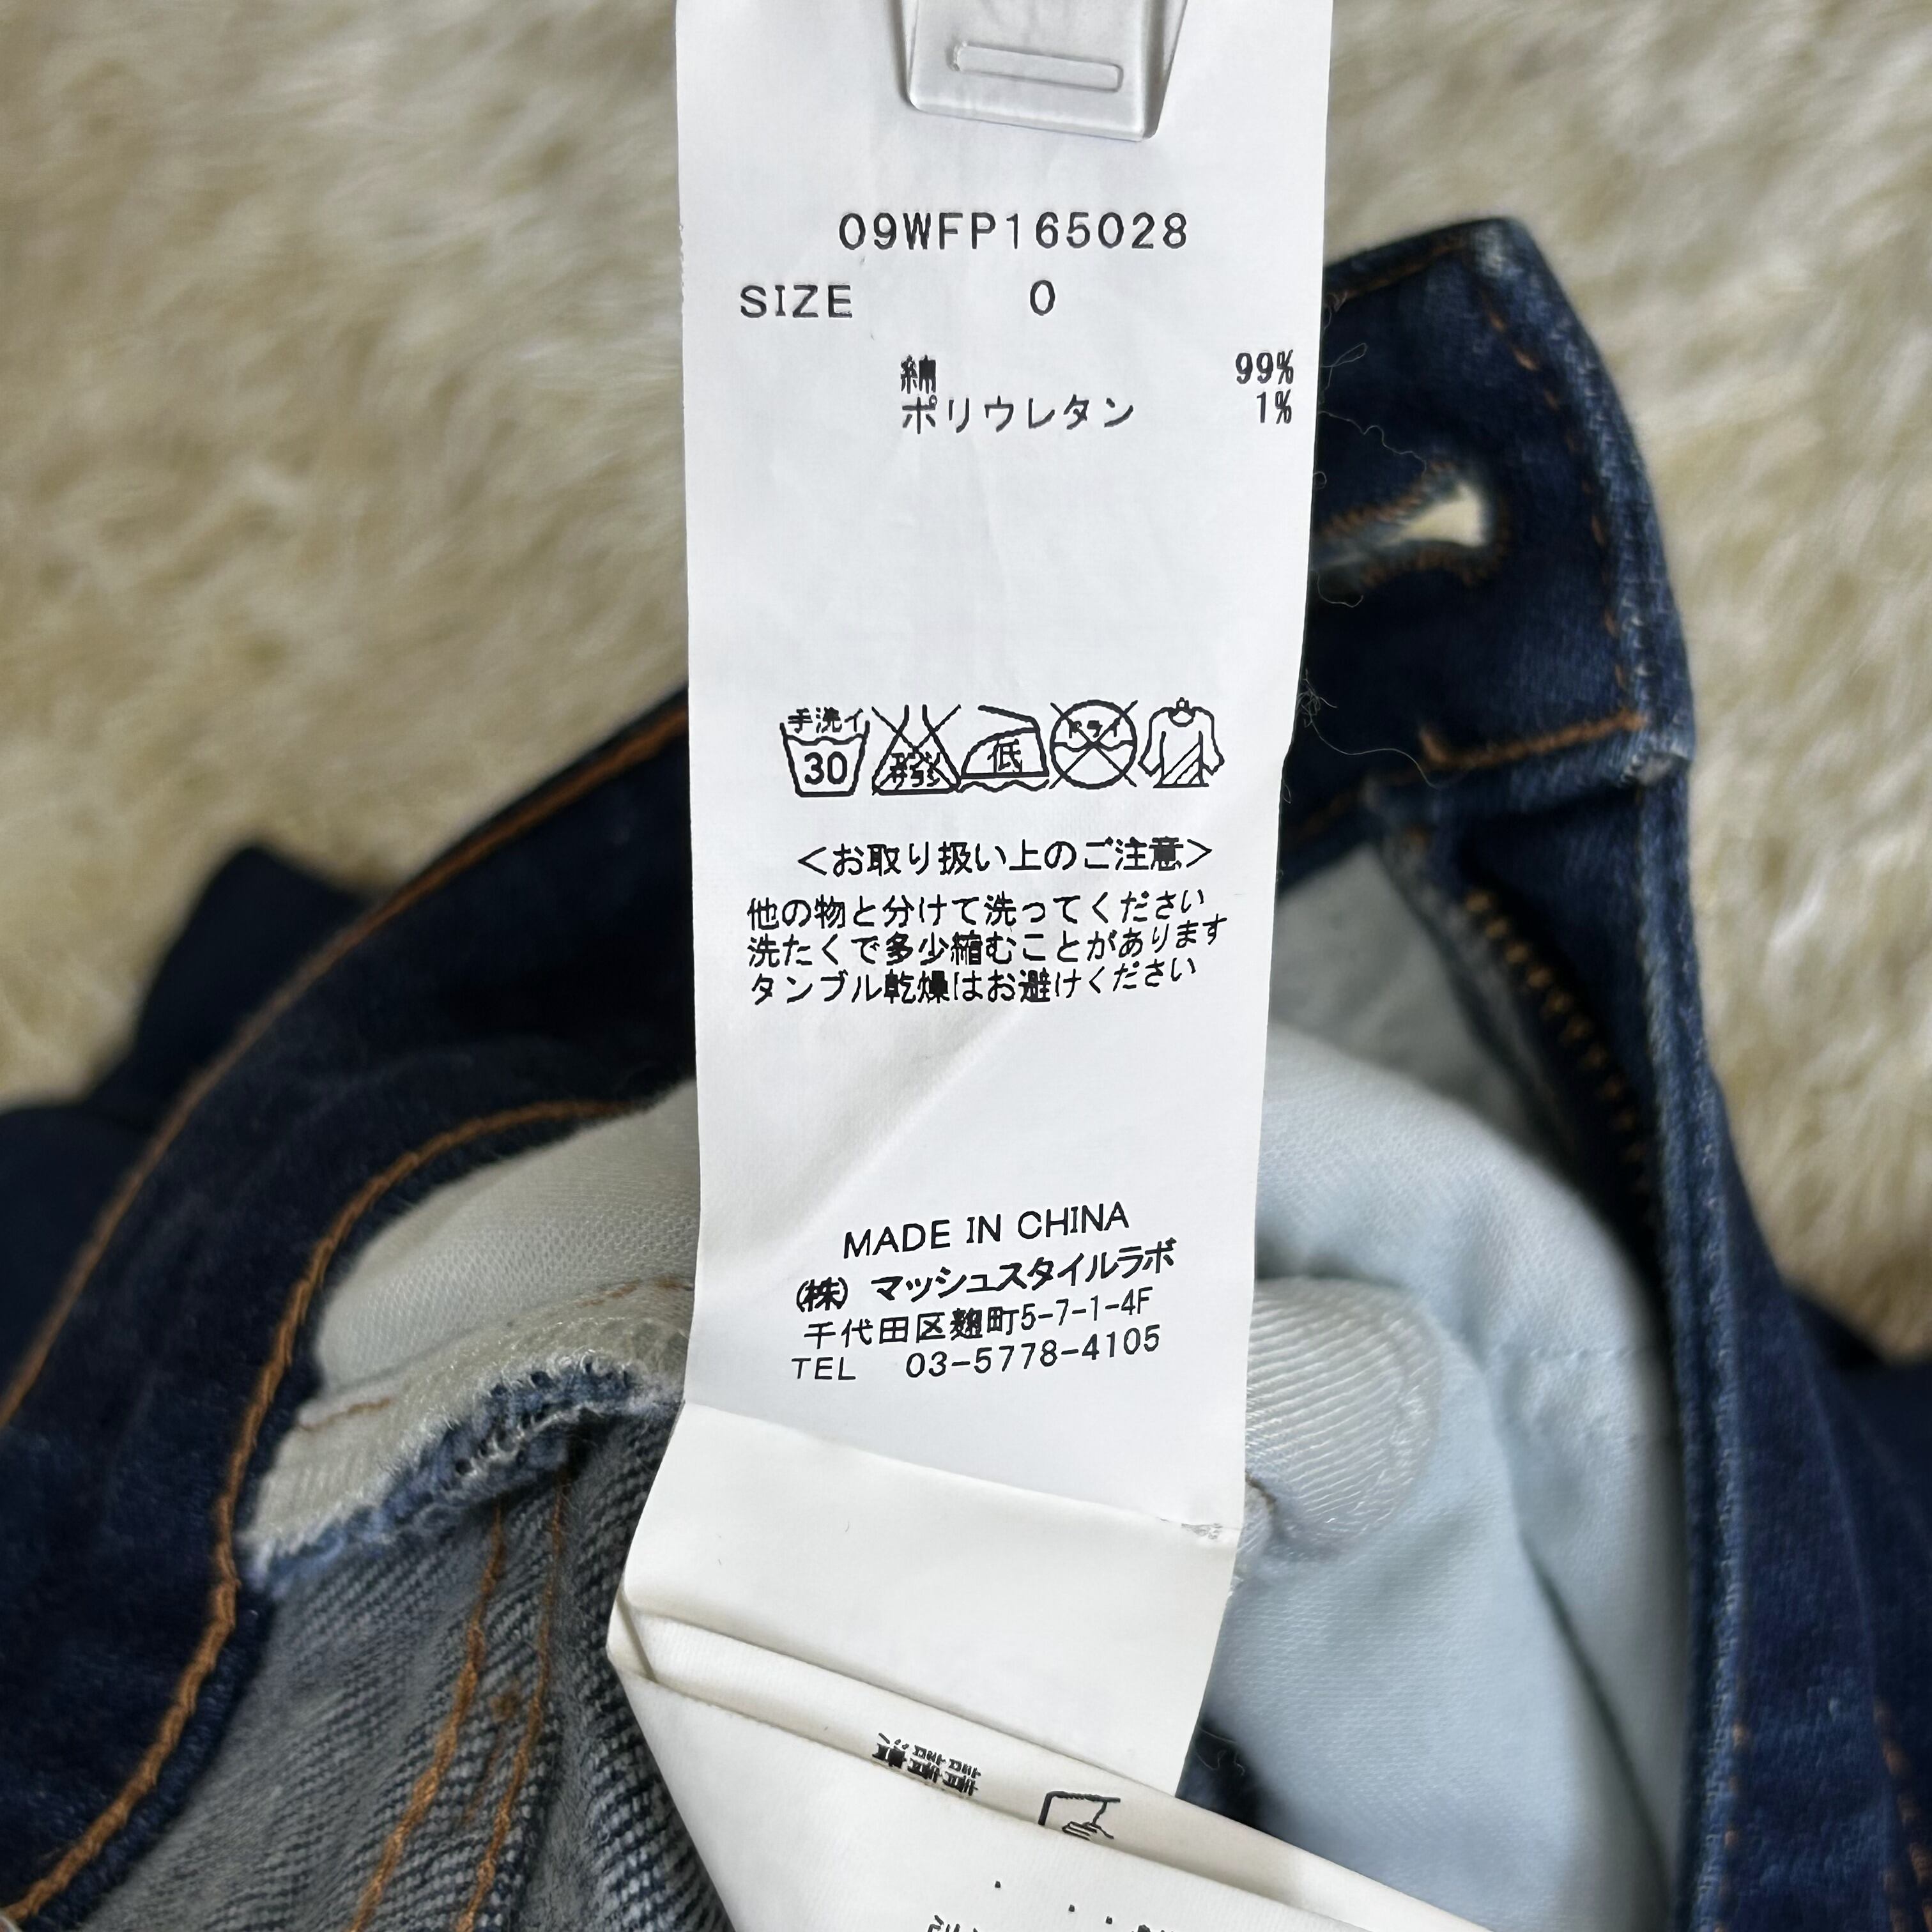 09WFP165028
SIZE 0
綿 99%
ポリウレタン 1%
手洗イ
30
低
ドライ
＜お取り扱い上のご注意＞
他の物と分けて洗ってください
洗たくで多少縮むことがあります
タンブル乾燥はお避けください
MADE IN CHINA
(株) マッシュスタイルラボ
千代田区麹町5-7-1-4F
TEL 03-5778-4105